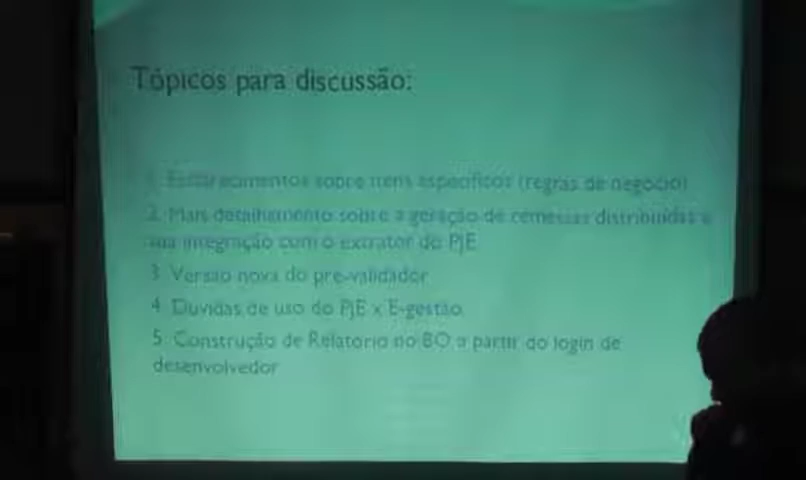 Tópicos para discussão:
1. Esclarecimentos sobre itens específicos (regras de negócio)
2. Mais detalhamento sobre a geração de remessas distribuídas e
sua integração com o extrator do PJE
3. Versão nova do pre-validador
4. Dúvidas de uso do PJE x E-gestão
5. Construção de Relatório no BO a partir do login de
desenvolvedor